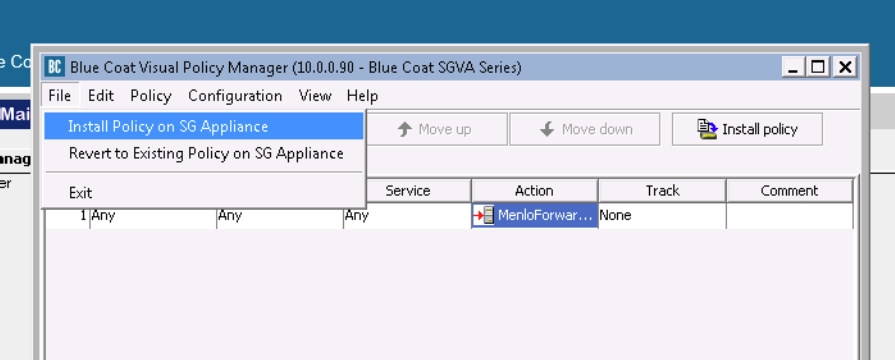 e Co
BC Blue Coat Visual Policy Manager (10.0.0.90 - Blue Coat SGVA Series)
File Edit Policy Configuration View Help
Mai
Install Policy on SG Appliance
Move up
Move down
Install policy
nag
Revert to Existing Policy on SG Appliance
er
Exit
Service Action Track Comment
1 Any Any Any MenloForwar... None